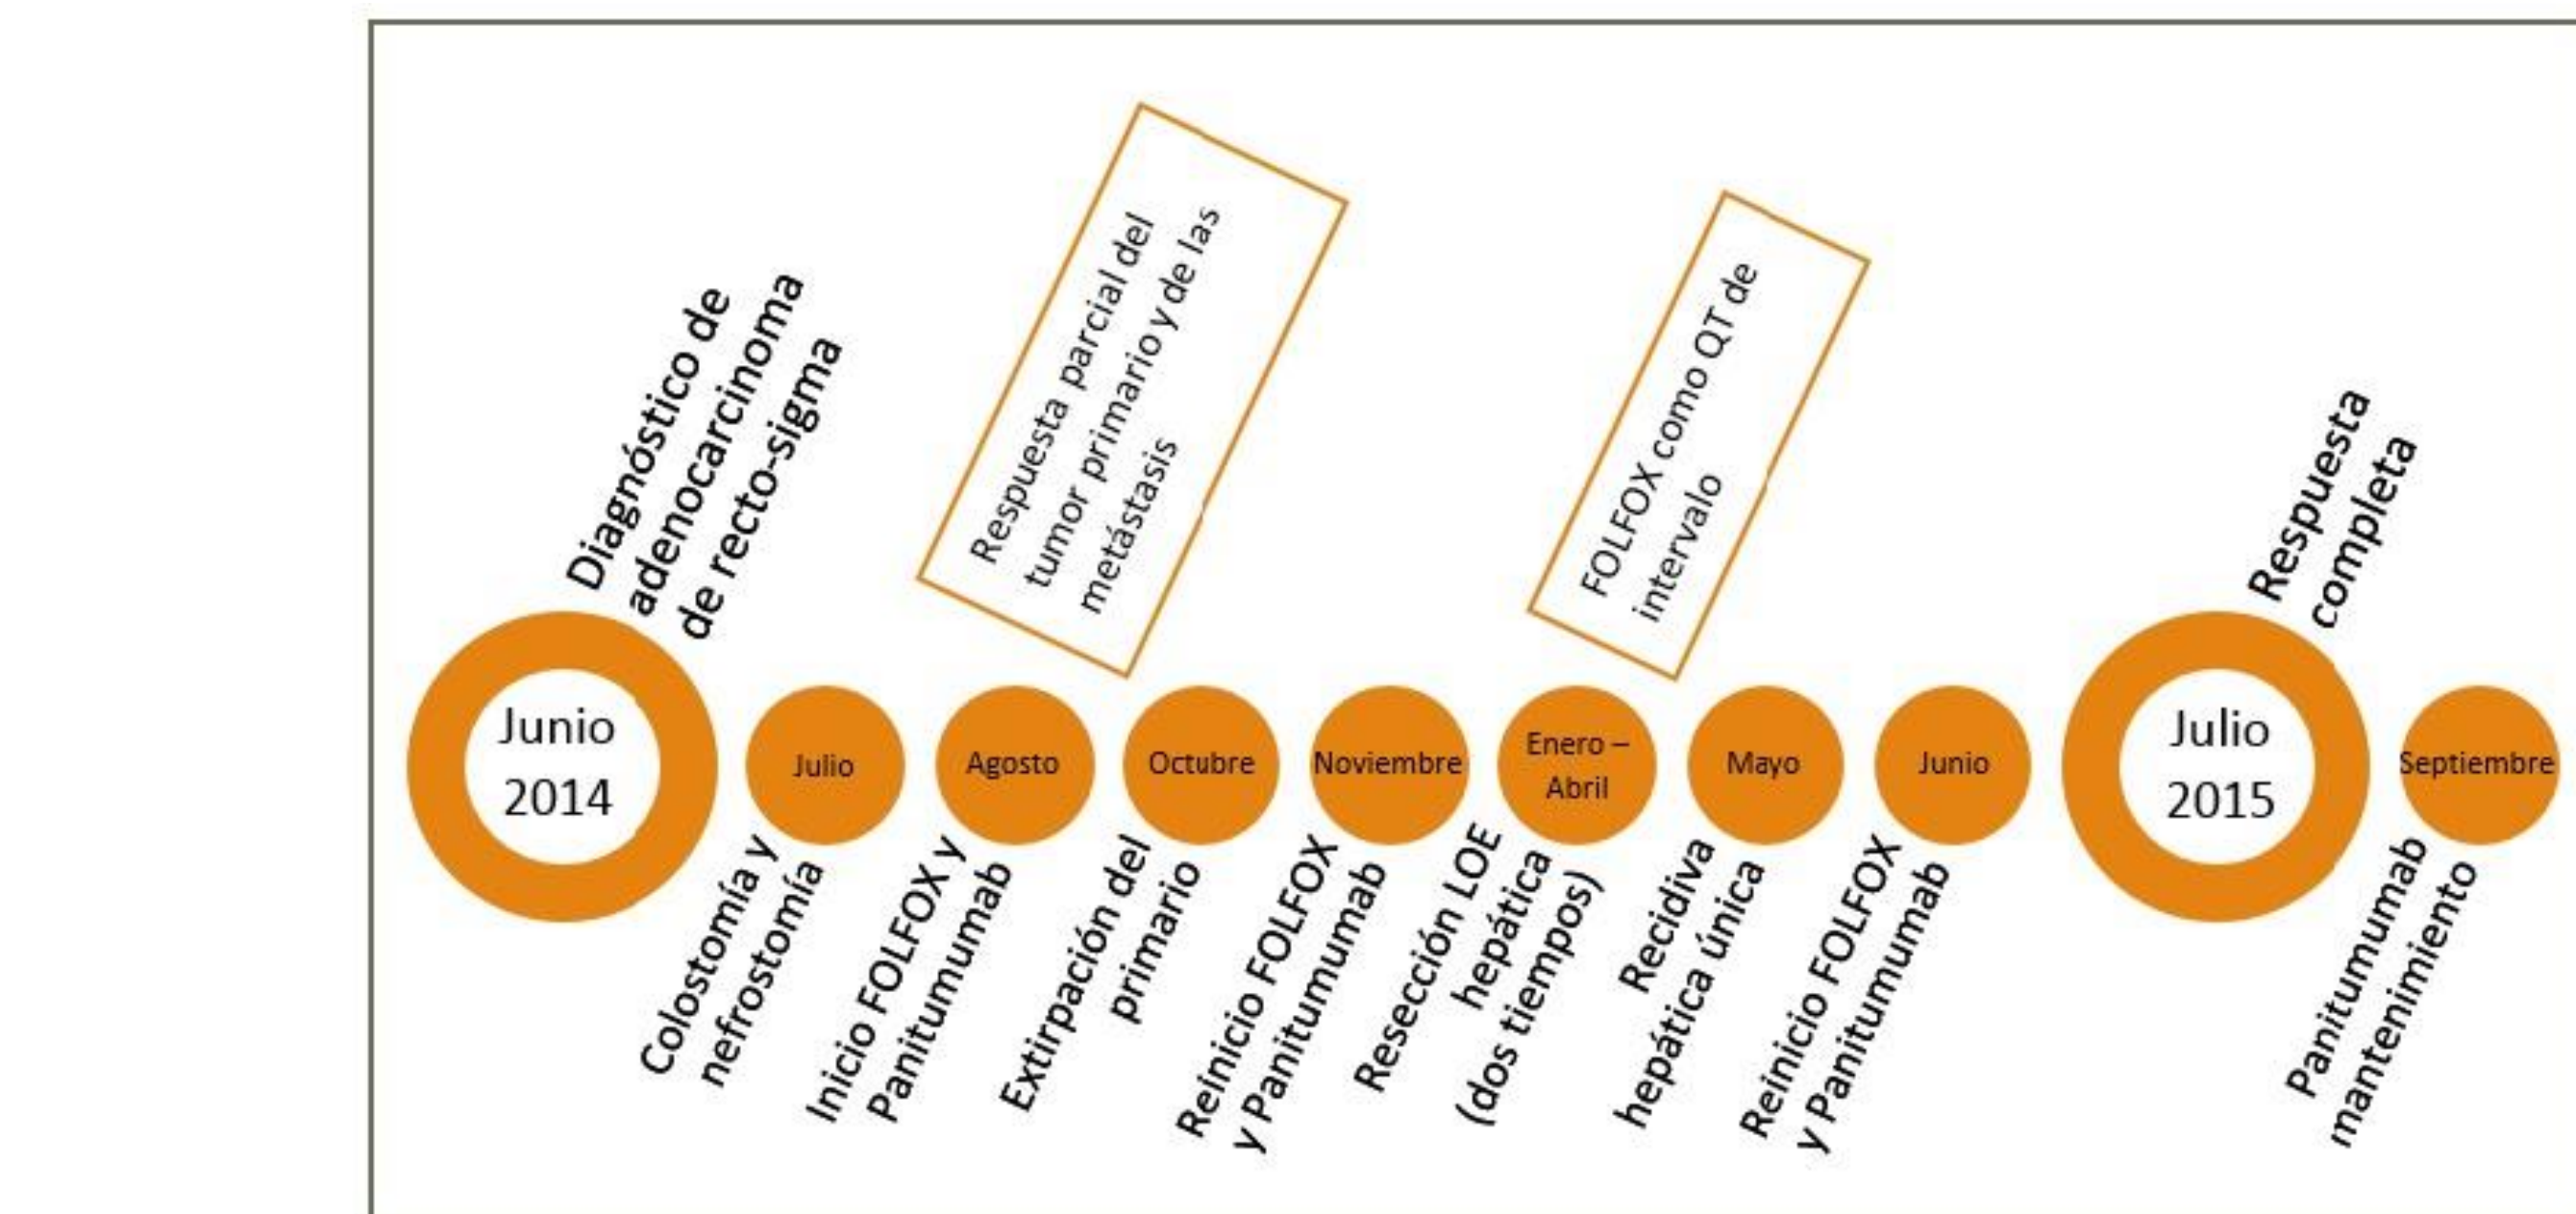 Diagnóstico de
adenocarcinoma
de recto-sigma
Junio
2014
Julio
Colostomía y
nefrostomía
Agosto
Inicio FOLFOX y
Panitumumab
Respuesta parcial del
tumor primario y de las
metástasis
Octubre
Extirpación del
primario
Noviembre
Reinicio FOLFOX
y Panitumumab
Enero –
Abril
Resección LOE
hepática
(dos tiempos)
FOLFOX como QT de
intervalo
Mayo
Recidiva
hepática única
Junio
Reinicio FOLFOX
y Panitumumab
Respuesta
completa
Julio
2015
Septiembre
Panitumumab
mantenimiento